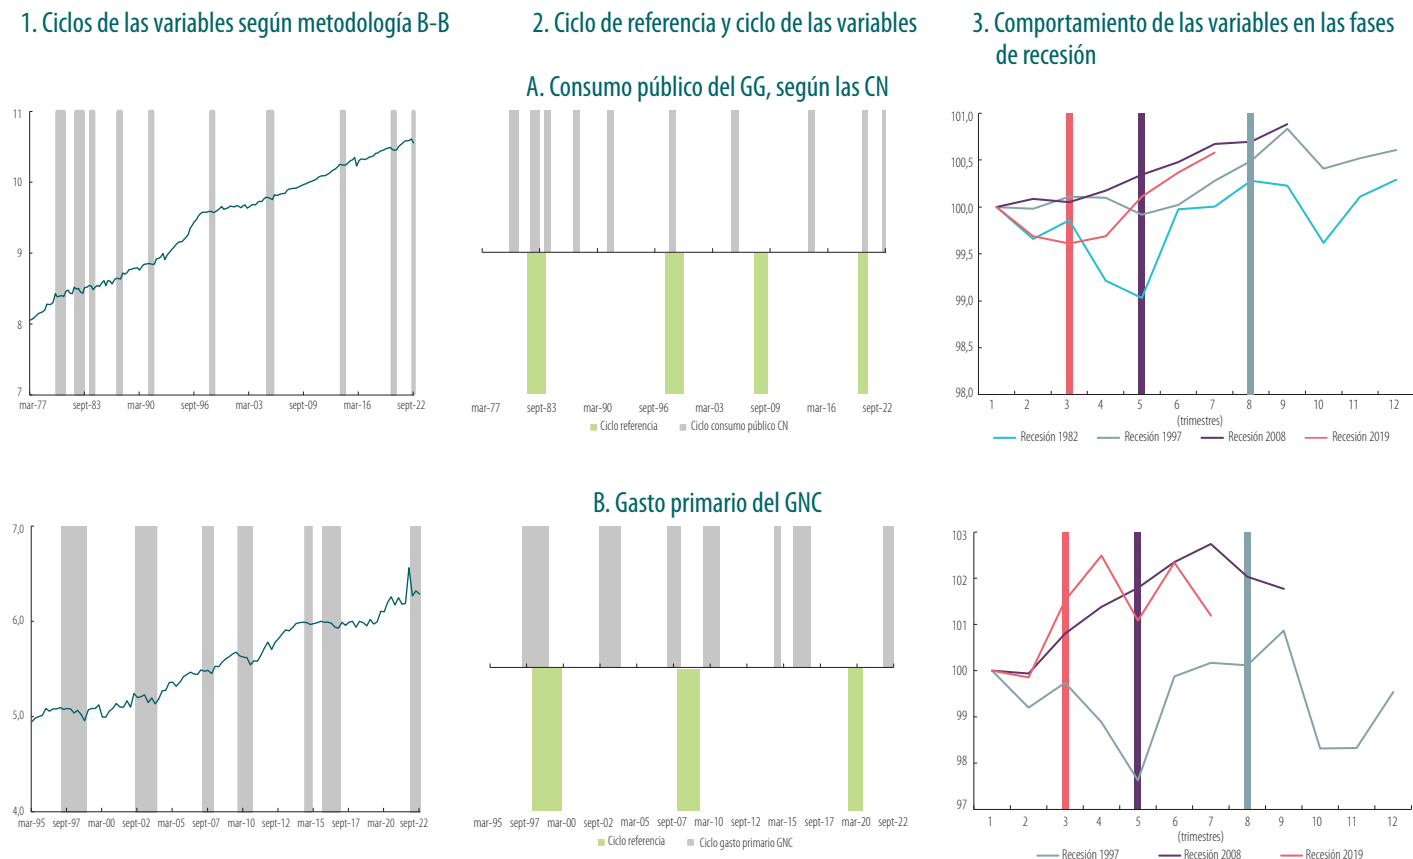 1. Ciclos de las variables según metodología B-B
2. Ciclo de referencia y ciclo de las variables
3. Comportamiento de las variables en las fases
de recesión
A. Consumo público del GG, según las CN
11
10
9
8
7
mar-77 sept-83 mar-90 sept-96 mar-03 sept-09 mar-16 sept-22
mar-77 sept-83 mar-90 sept-96 mar-03 sept-09 mar-16 sept-22
Ciclo referencia Ciclo consumo público CN
101,0
100,5
100,0
99,5
99,0
98,5
98,0
1 2 3 4 5 6 7 8 9 10 11 12
(trimestres)
Recesión 1982 Recesión 1997 Recesión 2008 Recesión 2019
B. Gasto primario del GNC
7,0
6,0
5,0
4,0
mar-95 sept-97 mar-00 sept-02 mar-05 sept-07 mar-10 sept-12 mar-15 sept-17 mar-20 sept-22
mar-95 sept-97 mar-00 sept-02 mar-05 sept-07 mar-10 sept-12 mar-15 sept-17 mar-20 sept-22
Ciclo referencia Ciclo gasto primario GNC
103
102
101
100
99
98
97
1 2 3 4 5 6 7 8 9 10 11 12
(trimestres)
Recesión 1997 Recesión 2008 Recesión 2019